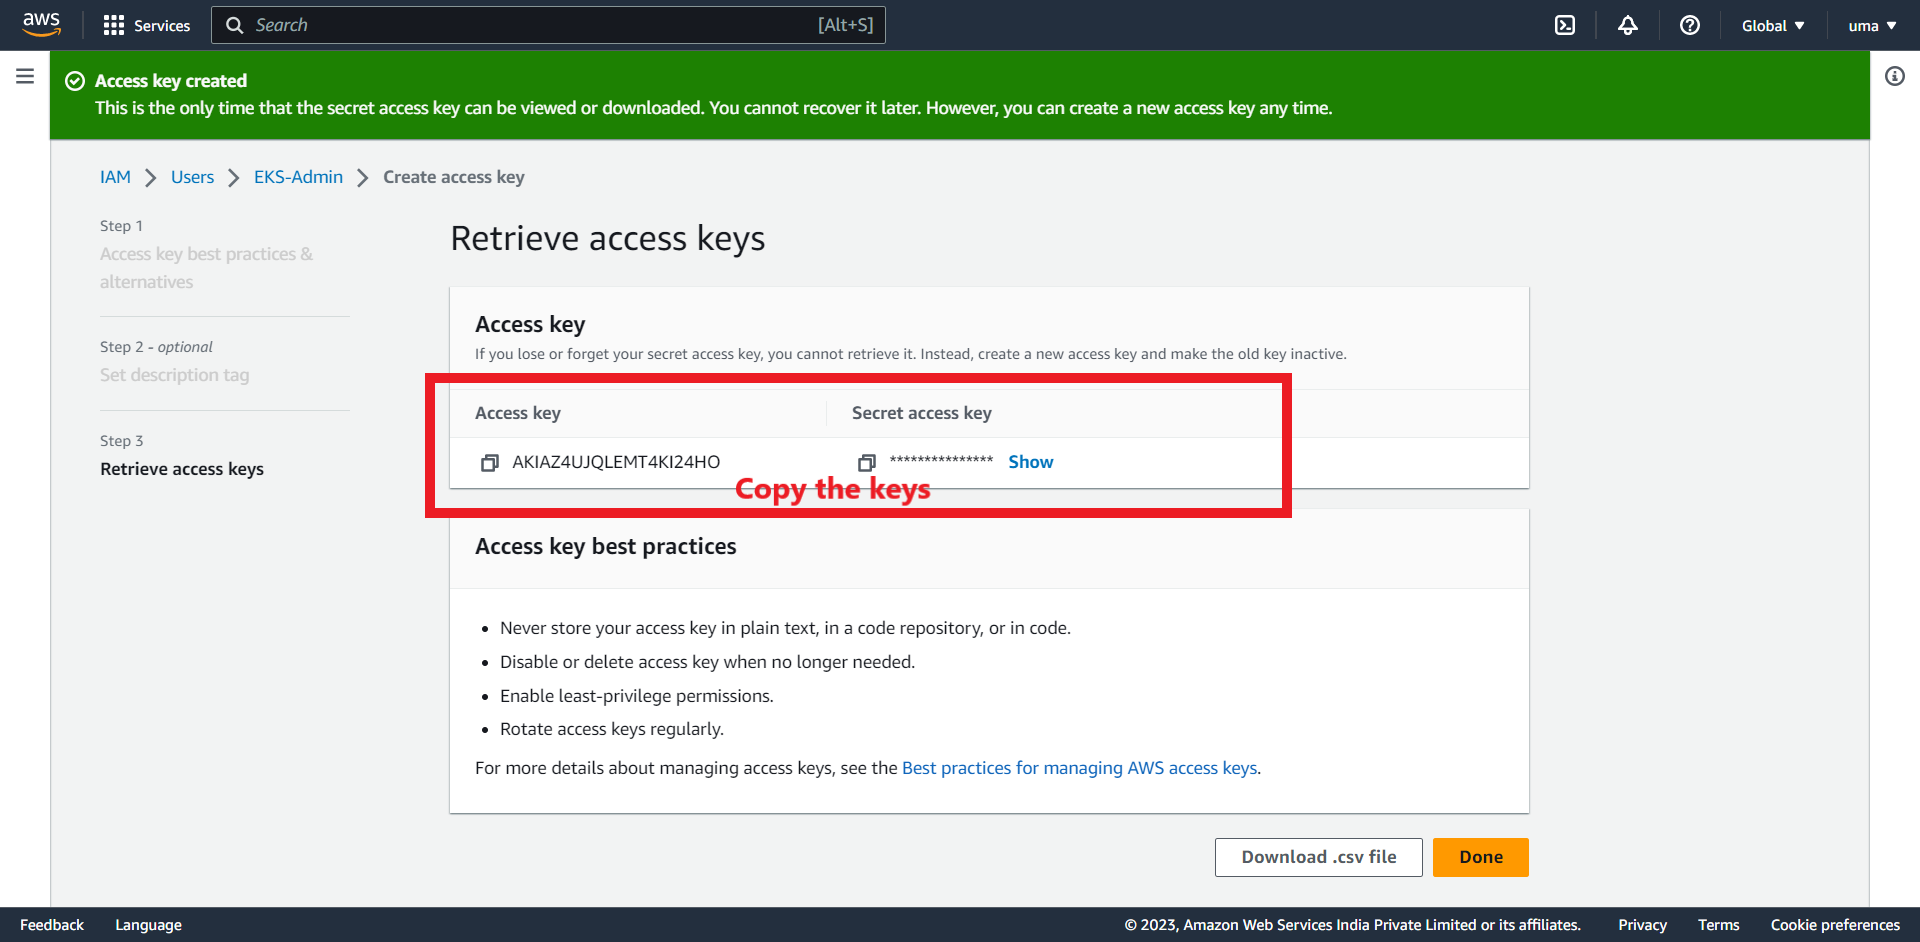 aws
Services
Search
[Alt+S]
Global
uma
Access key created
This is the only time that the secret access key can be viewed or downloaded. You cannot recover it later. However, you can create a new access key any time.
IAM
Users
EKS-Admin
Create access key
Step 1
Access key best practices &
alternatives
Step 2 - optional
Set description tag
Step 3
Retrieve access keys
Retrieve access keys
Access key
If you lose or forget your secret access key, you cannot retrieve it. Instead, create a new access key and make the old key inactive.
Access key
Secret access key
AKIAZ4UJQLEMT4KI24HO
*************** Show
Copy the keys
Access key best practices
• Never store your access key in plain text, in a code repository, or in code.
• Disable or delete access key when no longer needed.
• Enable least-privilege permissions.
• Rotate access keys regularly.
For more details about managing access keys, see the Best practices for managing AWS access keys.
Download .csv file
Done
Feedback
Language
© 2023, Amazon Web Services India Private Limited or its affiliates.
Privacy
Terms
Cookie preferences